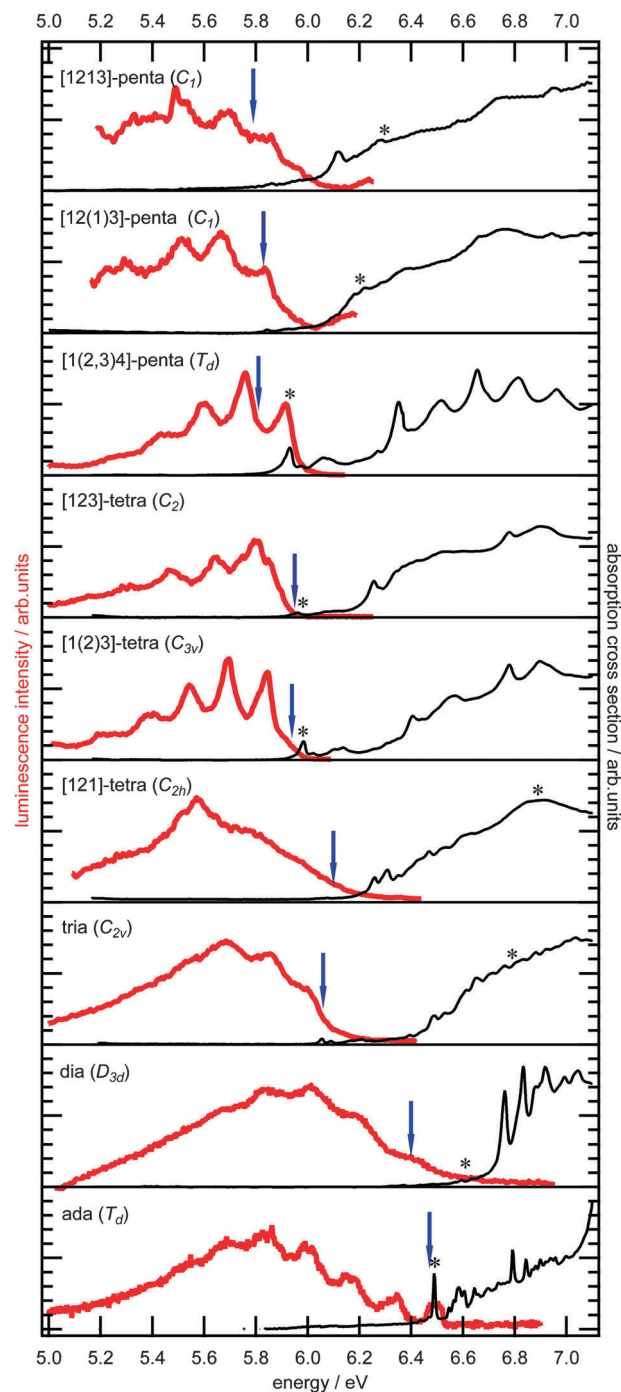 5.0 5.2 5.4 5.6 5.8 6.0 6.2 6.4 6.6 6.8 7.0
[1213]-penta (C1)
*
[12(1)3]-penta (C1)
*
[1(2,3)4]-penta (Td)
*
[123]-tetra (C2)
*
[1(2)3]-tetra (C3v)
*
[121]-tetra (C2h)
*
tria (C2v)
*
dia (D3d)
*
ada (Td)
*
5.0 5.2 5.4 5.6 5.8 6.0 6.2 6.4 6.6 6.8 7.0
energy / eV
luminescence intensity / arb.units
absorption cross section / arb.units